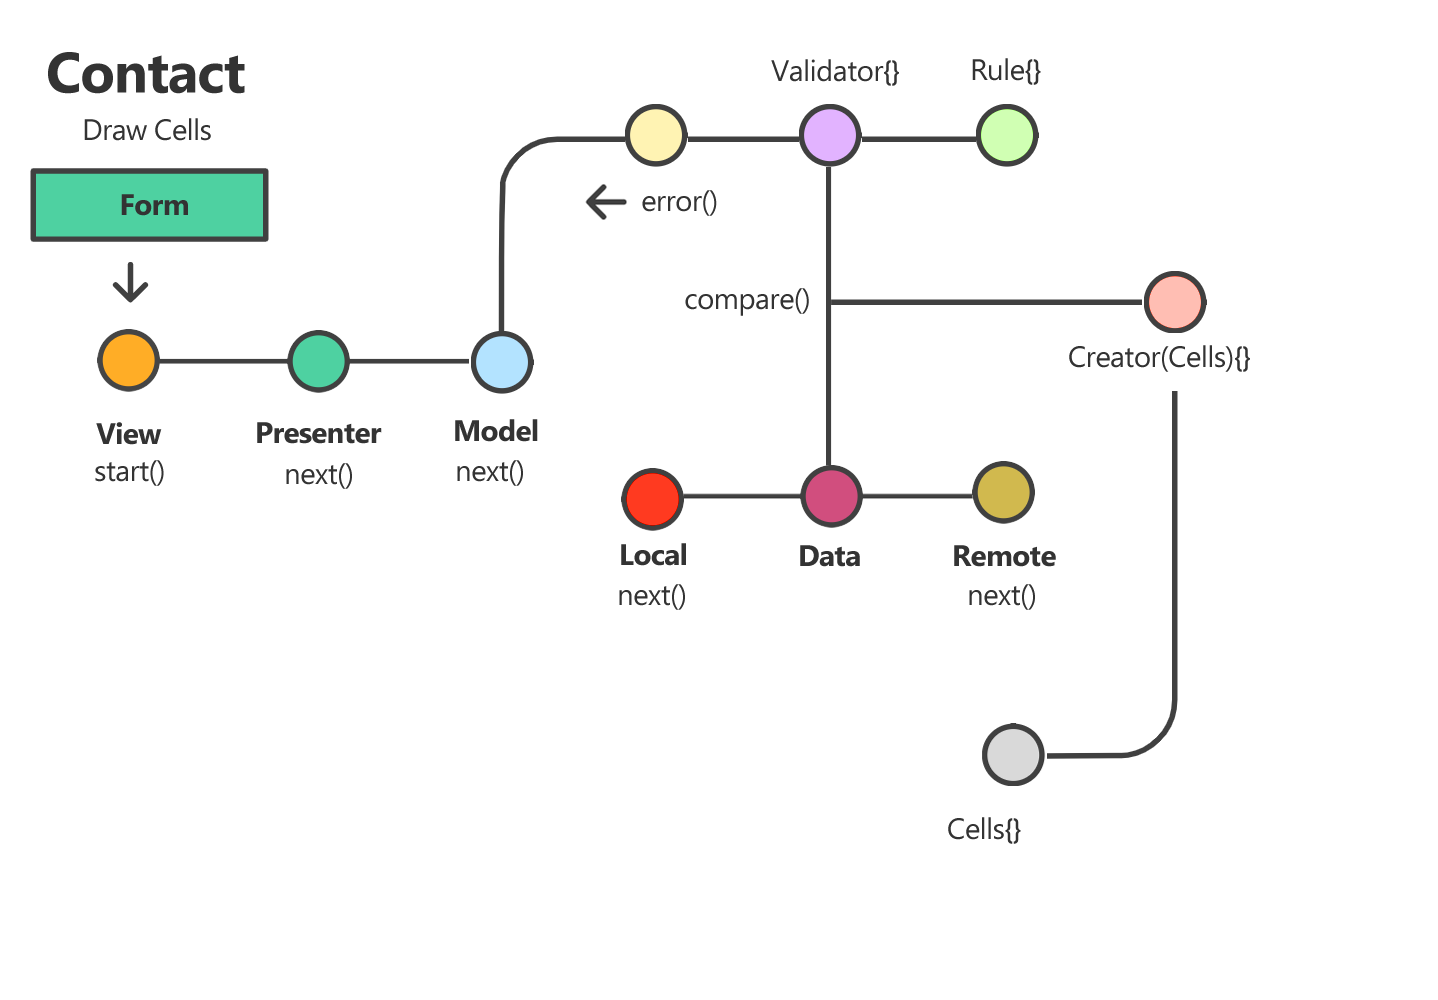 Contact
Draw Cells
Form
View
start()
Presenter
next()
Model
next()
error()
Validator{}
Rule{}
compare()
Creator(Cells){}
Local
next()
Data
Remote
next()
Cells{}